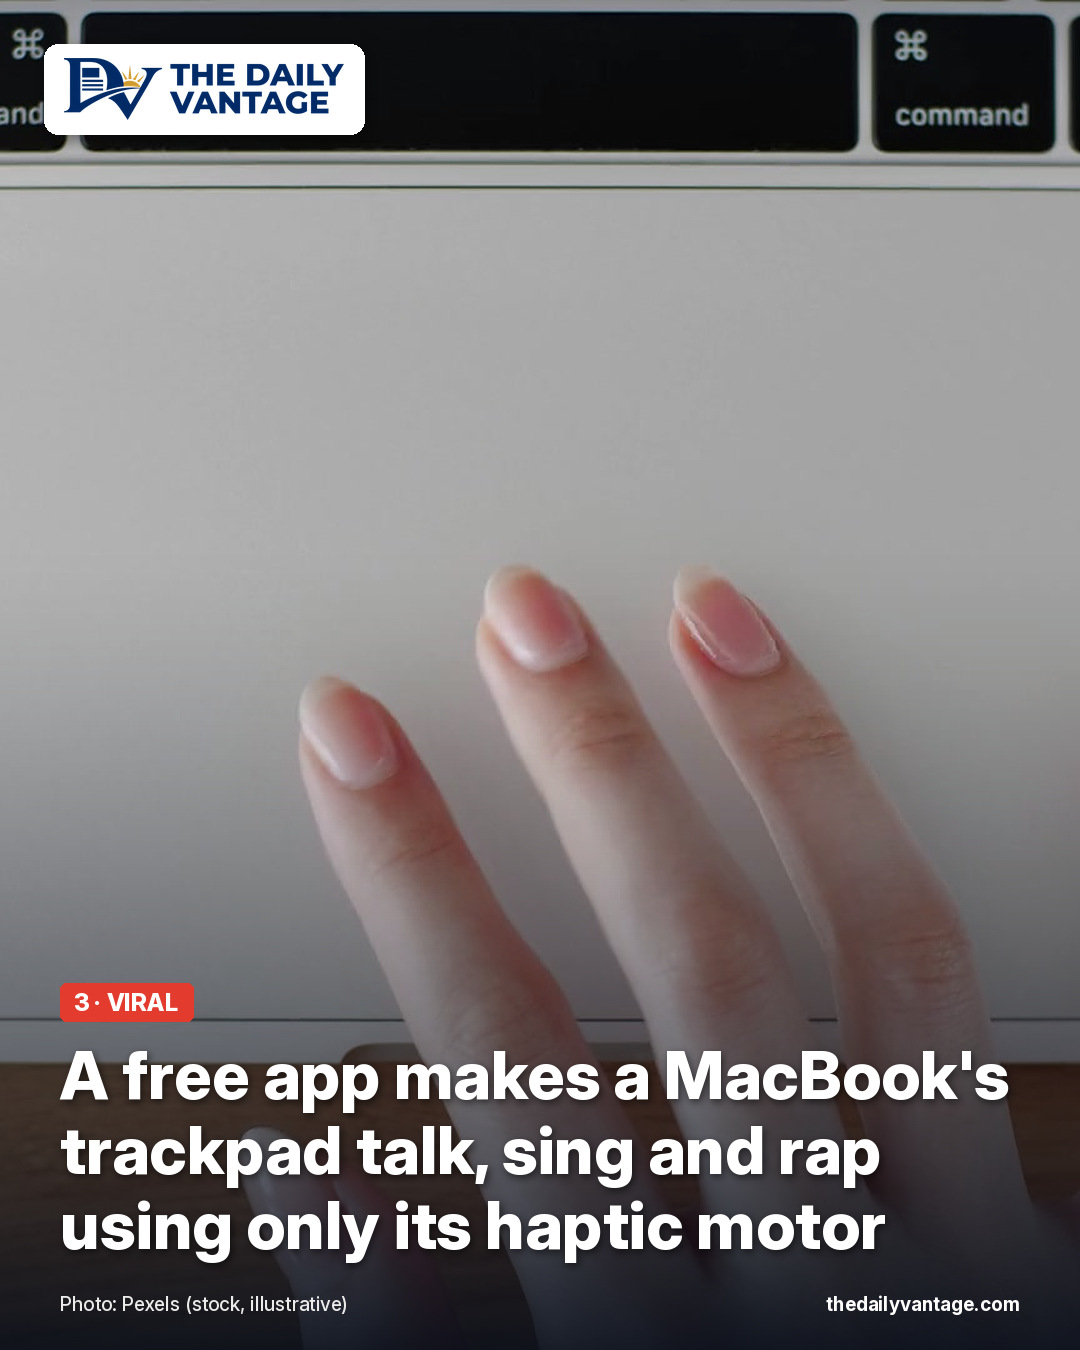 ⌘
and
THE DAILY
VANTAGE
⌘
command
3 · VIRAL
A free app makes a MacBook's
trackpad talk, sing and rap
using only its haptic motor
Photo: Pexels (stock, illustrative)
thedailyvantage.com